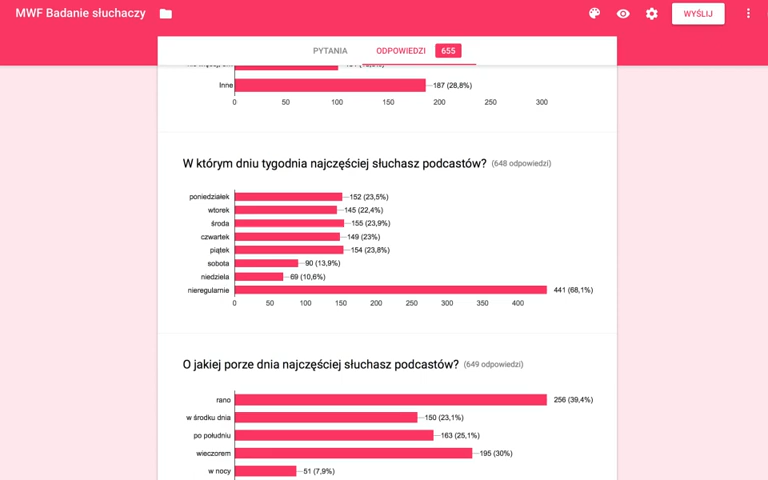 MWF Badanie słuchaczy
WYŚLIJ
PYTANIA ODPOWIEDZI 655
Inne 187 (28,8%)
0 50 100 150 200 250 300
W którym dniu tygodnia najczęściej słuchasz podcastów? (648 odpowiedzi)
poniedziałek 152 (23,5%)
wtorek 145 (22,4%)
środa 155 (23,9%)
czwartek 149 (23%)
piątek 154 (23,8%)
sobota 90 (13,9%)
niedziela 69 (10,6%)
nieregularnie 441 (68,1%)
0 50 100 150 200 250 300 350 400
O jakiej porze dnia najczęściej słuchasz podcastów? (649 odpowiedzi)
rano 256 (39,4%)
w środku dnia 150 (23,1%)
po południu 163 (25,1%)
wieczorem 195 (30%)
w nocy 51 (7,9%)